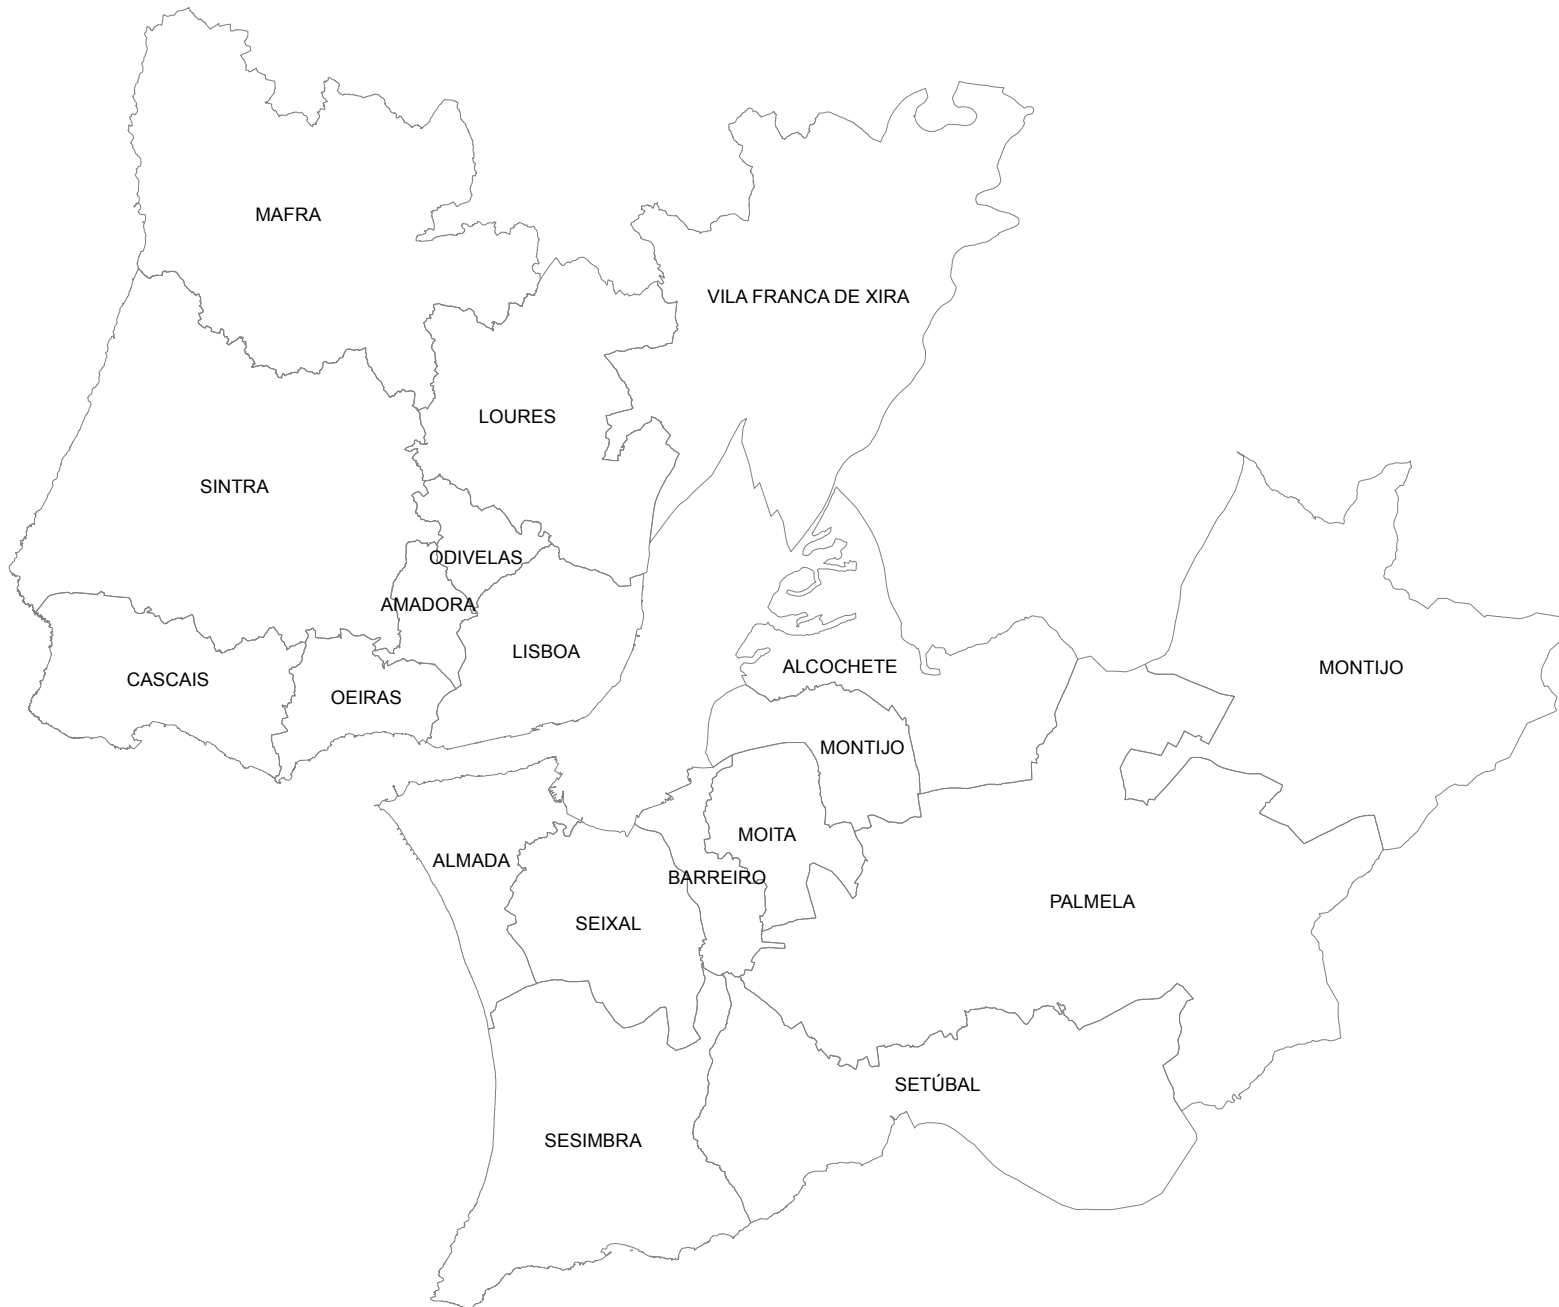 MAFRA
VILA FRANCA DE XIRA
LOURES
SINTRA
ODIVELAS
AMADORA
LISBOA
ALCOCHETE
MONTIJO
CASCAIS
OEIRAS
MONTIJO
MOITA
ALMADA
BARREIRO
PALMELA
SEIXAL
SETÚBAL
SESIMBRA